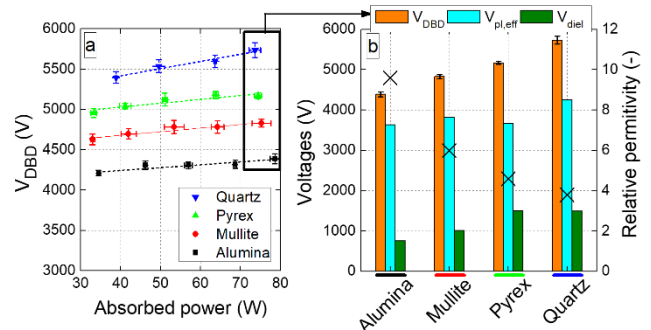 V_DBD V_pl,eff V_diel
a
b
6000
5500
5000
4500
4000
3500
3000
V_DBD (V)
Quartz
Pyrex
Mullite
Alumina
30 40 50 60 70 80
Absorbed power (W)
6000
5000
4000
3000
2000
1000
0
Voltages (V)
12
10
8
6
4
2
0
Relative permitivity (-)
Alumina Mullite Pyrex Quartz